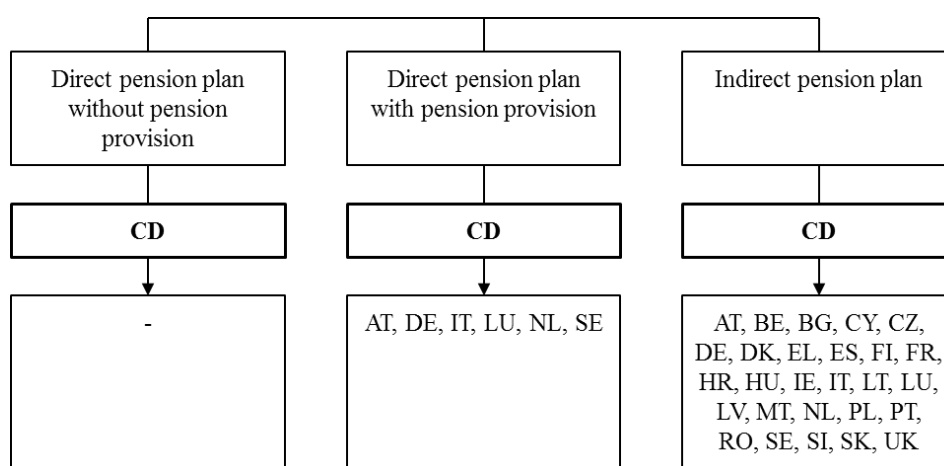 Direct pension plan
without pension
provision
Direct pension plan
with pension provision
Indirect pension plan
CD
CD
CD
-
AT, DE, IT, LU, NL, SE
AT, BE, BG, CY, CZ,
DE, DK, EL, ES, FI, FR,
HR, HU, IE, IT, LT, LU,
LV, MT, NL, PL, PT,
RO, SE, SI, SK, UK